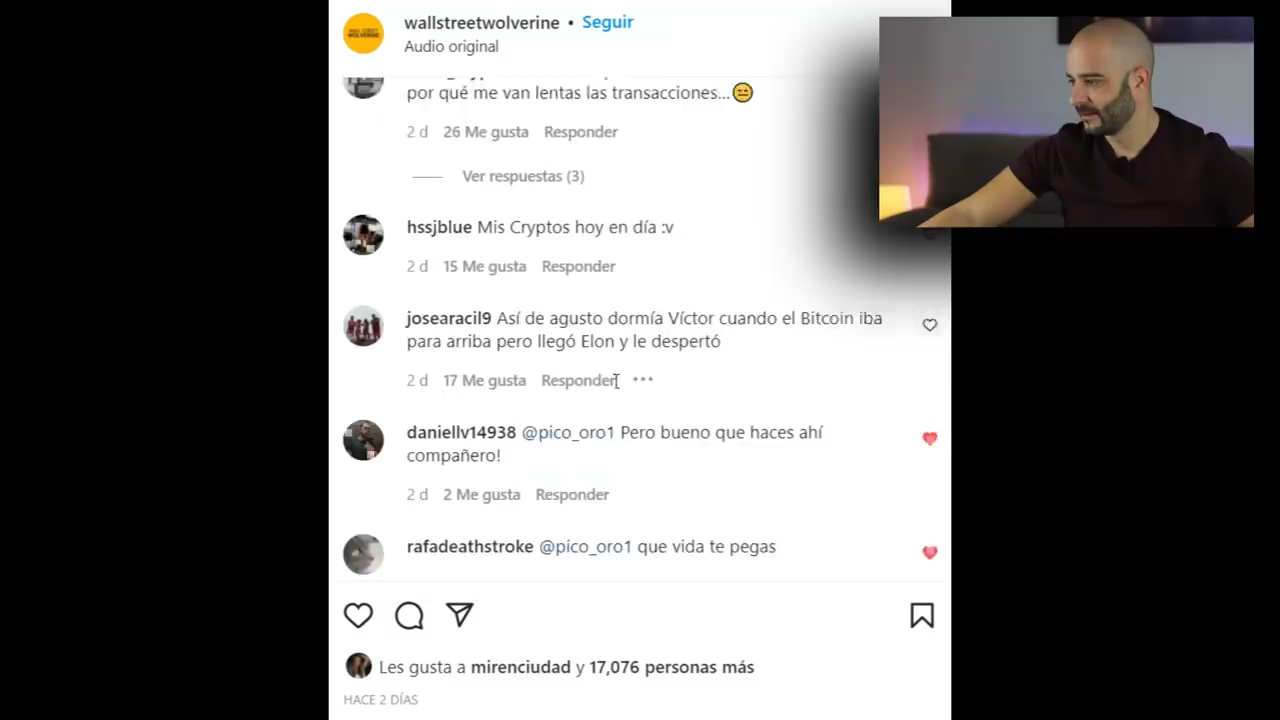 wallstreetwolverine • Seguir
Audio original
por qué me van lentas las transacciones...
2 d 26 Me gusta Responder
Ver respuestas (3)
hssjblue Mis Cryptos hoy en día :v
2 d 15 Me gusta Responder
josearacil9 Así de agusto dormía Víctor cuando el Bitcoin iba
para arriba pero llegó Elon y le despertó
2 d 17 Me gusta Responder
daniellv14938 @pico_oro1 Pero bueno que haces ahí
compañero!
2 d 2 Me gusta Responder
rafadeathstroke @pico_oro1 que vida te pegas
Les gusta a mirenciudad y 17,076 personas más
HACE 2 DÍAS